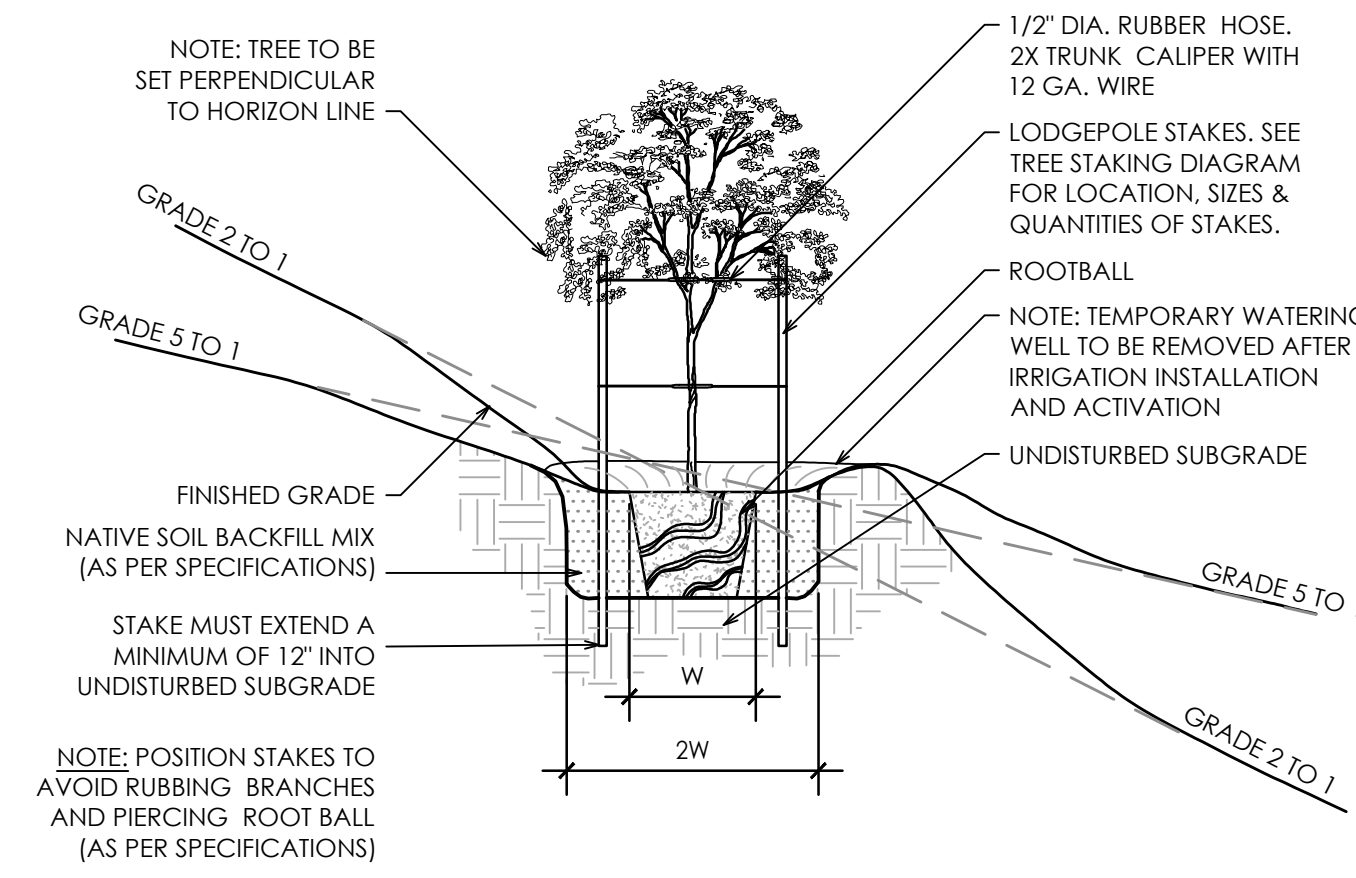 NOTE: TREE TO BE
SET PERPENDICULAR
TO HORIZON LINE
GRADE 2 TO 1
GRADE 5 TO 1
FINISHED GRADE
NATIVE SOIL BACKFILL MIX
(AS PER SPECIFICATIONS)
STAKE MUST EXTEND A
MINIMUM OF 12" INTO
UNDISTURBED SUBGRADE
NOTE: POSITION STAKES TO
AVOID RUBBING BRANCHES
AND PIERCING ROOT BALL
(AS PER SPECIFICATIONS)
W
2W
1/2" DIA. RUBBER HOSE.
2X TRUNK CALIPER WITH
12 GA. WIRE
LODGEPOLE STAKES. SEE
TREE STAKING DIAGRAM
FOR LOCATION, SIZES &
QUANTITIES OF STAKES.
ROOTBALL
NOTE: TEMPORARY WATERING
WELL TO BE REMOVED AFTER
IRRIGATION INSTALLATION
AND ACTIVATION
UNDISTURBED SUBGRADE
GRADE 5 TO
GRADE 2 TO 1